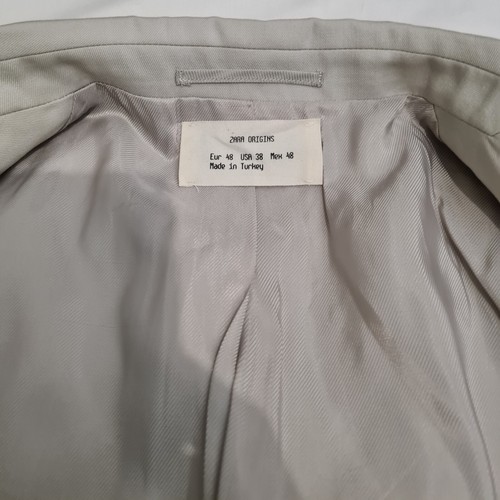 ZARA ORIGINS
Eur 48 USA 38 Mex 48
Made in Turkey